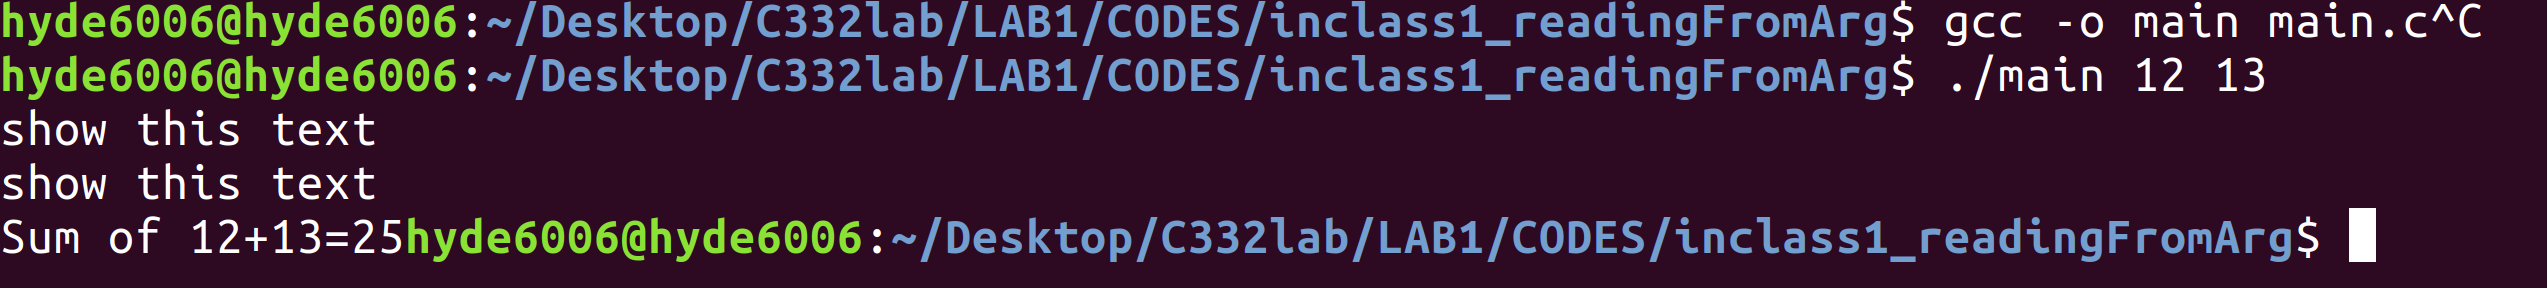 hyde6006@hyde6006:~/Desktop/C332lab/LAB1/CODES/inclass1_readingFromArg$ gcc -o main main.c^C
hyde6006@hyde6006:~/Desktop/C332lab/LAB1/CODES/inclass1_readingFromArg$ ./main 12 13
show this text
show this text
Sum of 12+13=25hyde6006@hyde6006:~/Desktop/C332lab/LAB1/CODES/inclass1_readingFromArg$